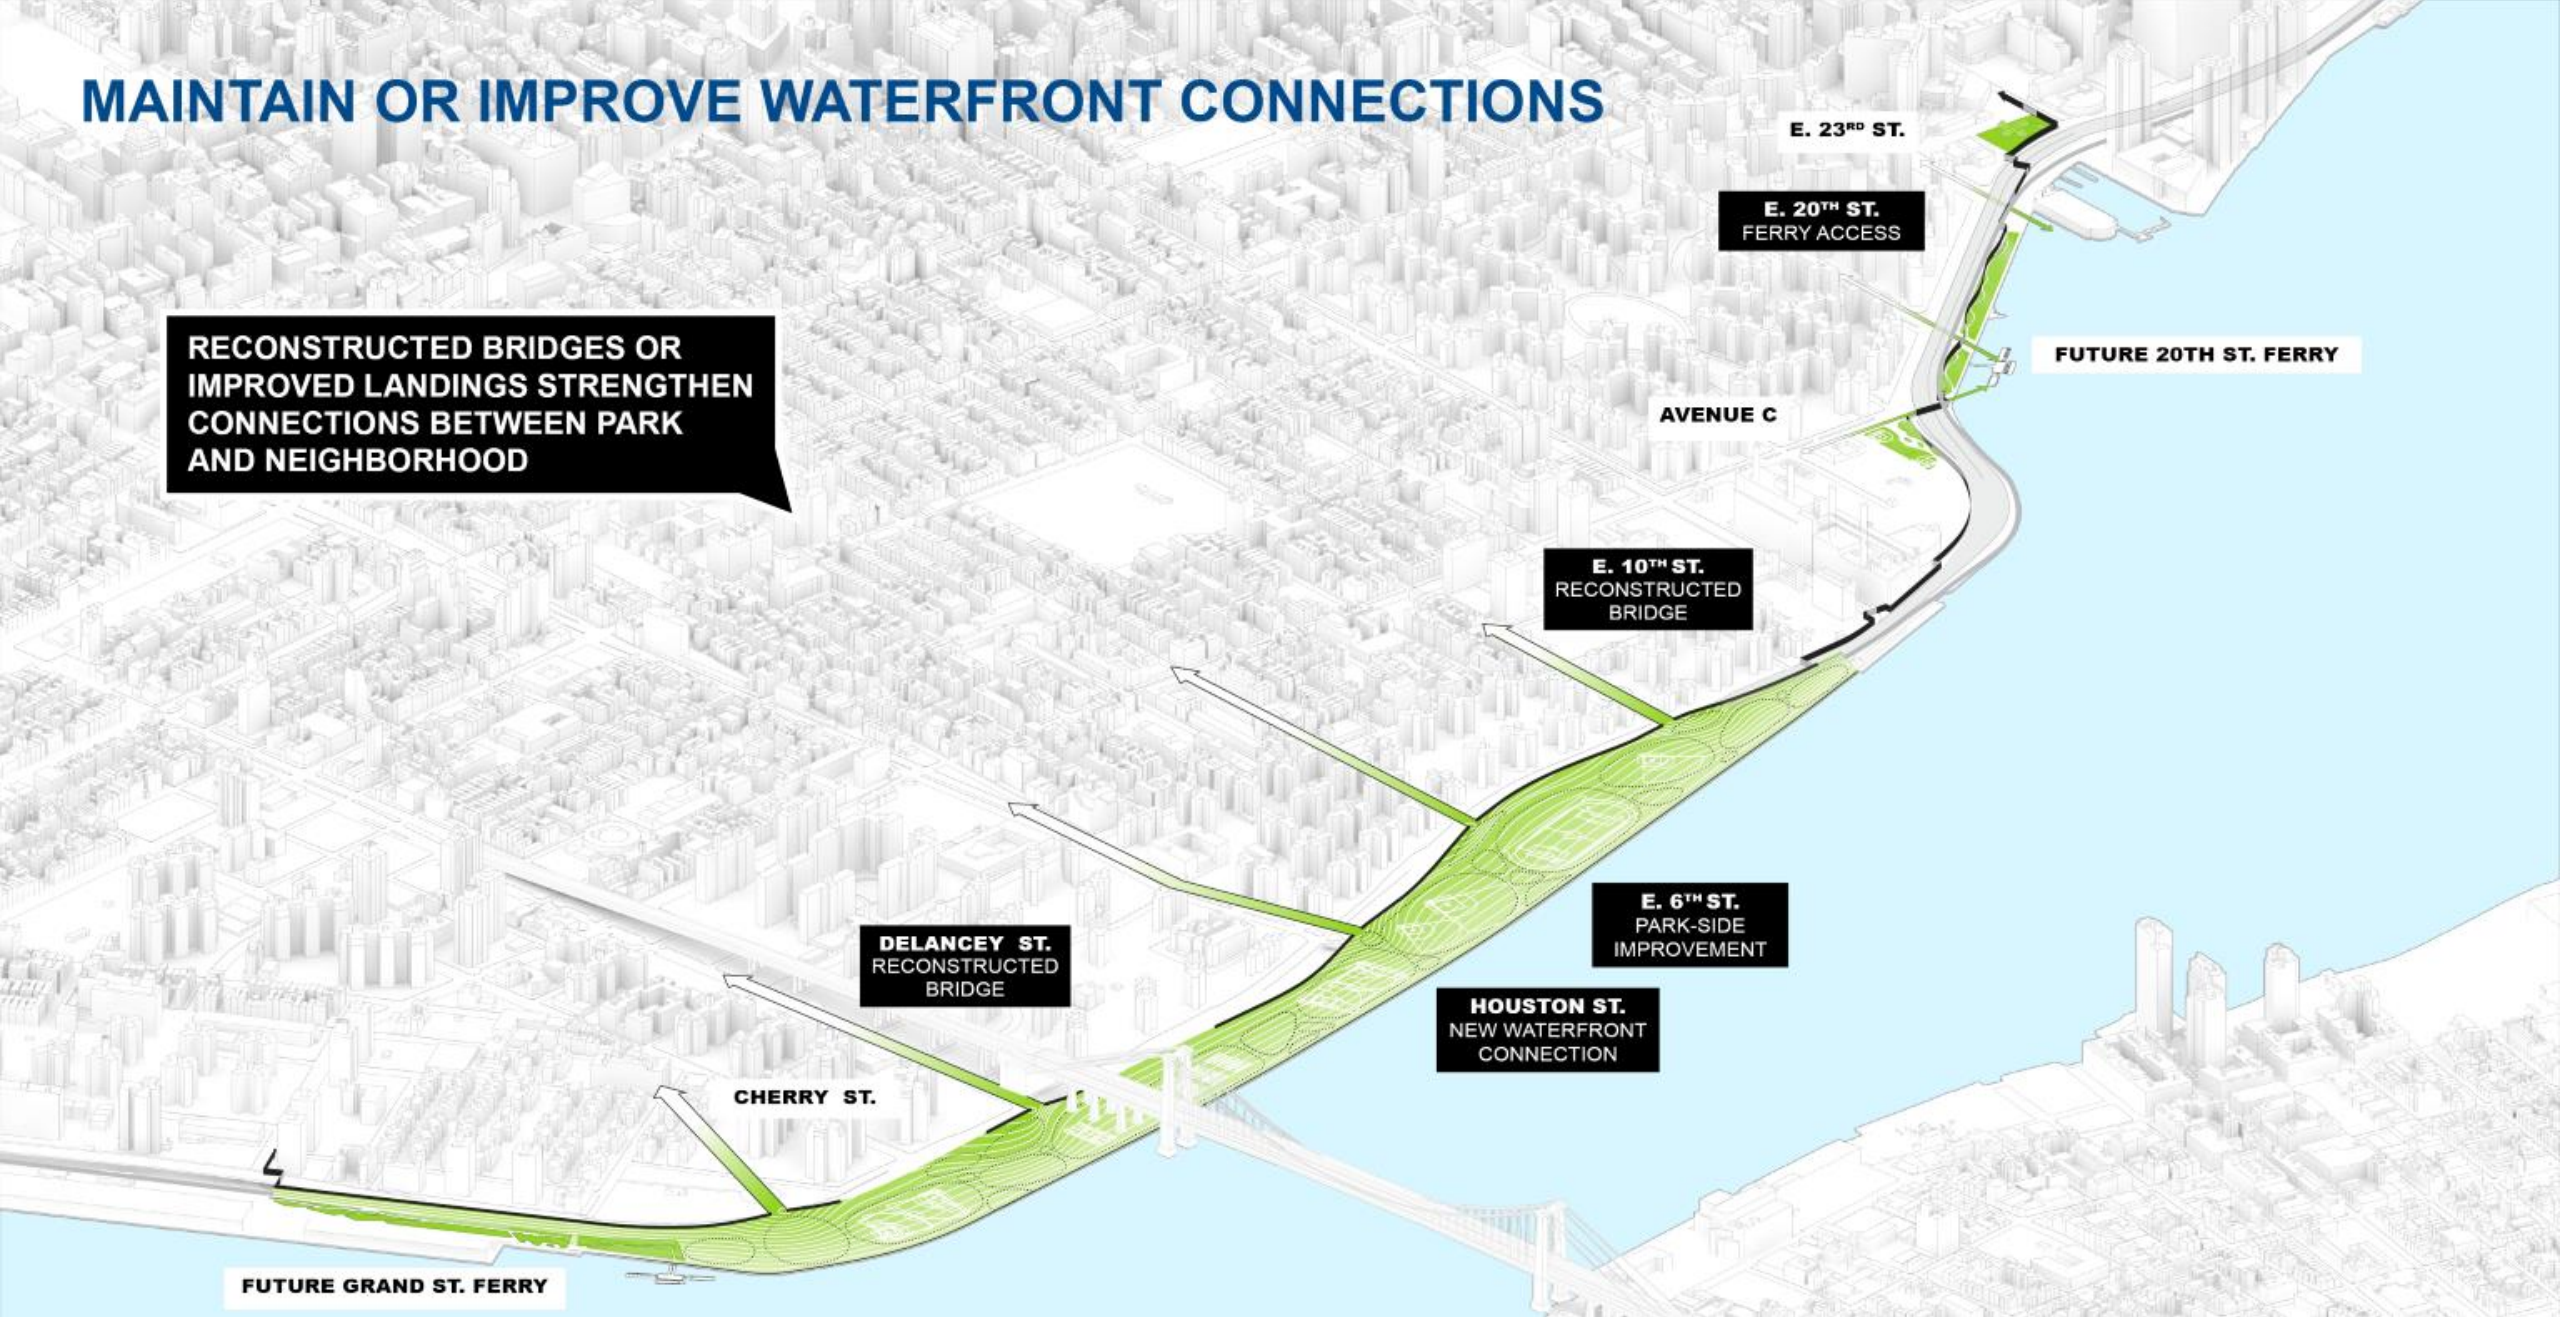 MAINTAIN OR IMPROVE WATERFRONT CONNECTIONS
E. 23RD ST.
E. 20TH ST.
FERRY ACCESS
RECONSTRUCTED BRIDGES OR
IMPROVED LANDINGS STRENGTHEN
CONNECTIONS BETWEEN PARK
AND NEIGHBORHOOD
FUTURE 20TH ST. FERRY
AVENUE C
E. 10TH ST.
RECONSTRUCTED
BRIDGE
E. 6TH ST.
PARK-SIDE
IMPROVEMENT
DELANCEY ST.
RECONSTRUCTED
BRIDGE
HOUSTON ST.
NEW WATERFRONT
CONNECTION
CHERRY ST.
FUTURE GRAND ST. FERRY